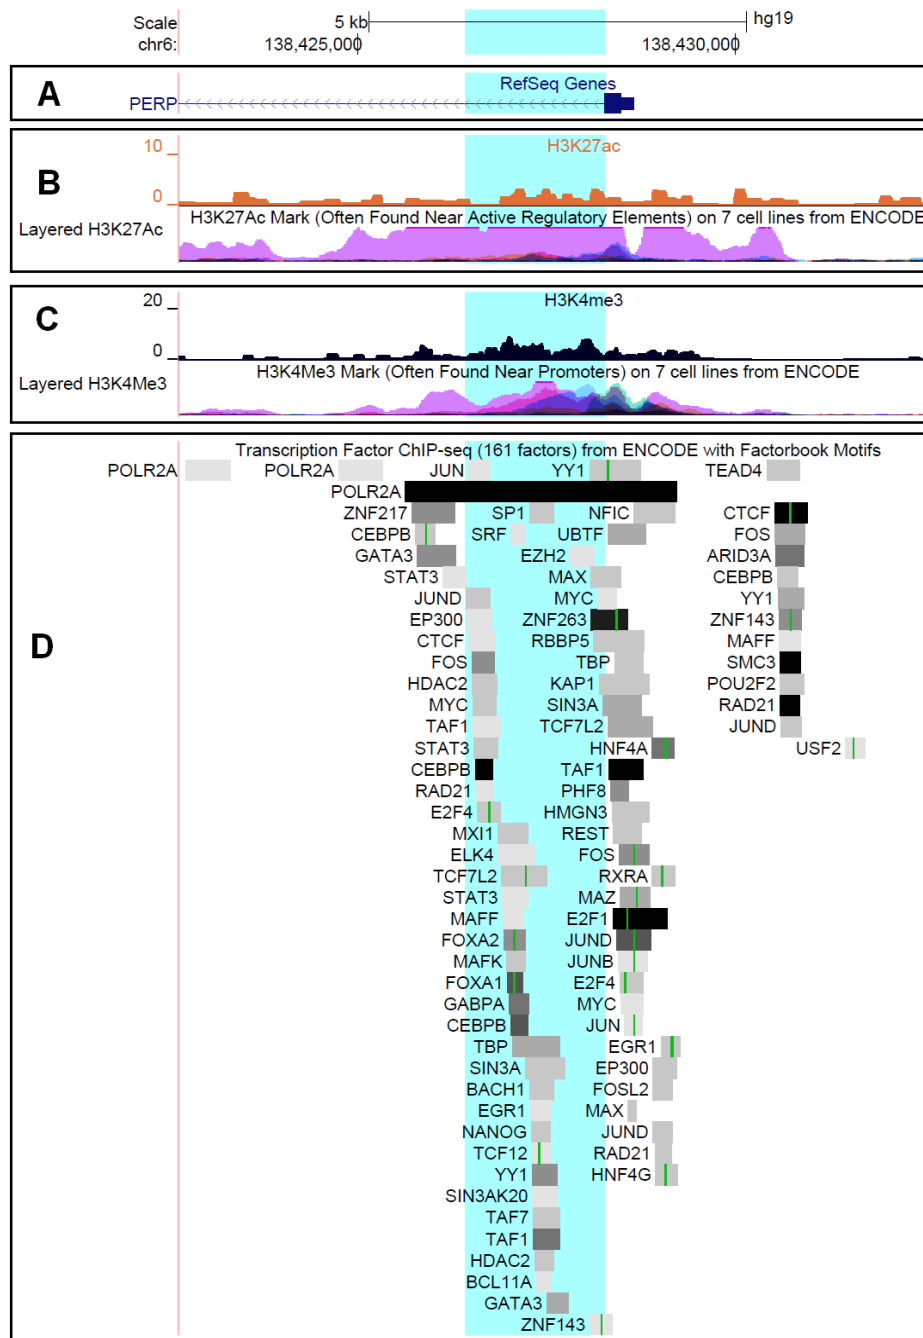 Scale 5 kb hg19
chr6: 138,425,000 138,430,000
A RefSeq Genes
PERP
B 10 H3K27ac
0
H3K27Ac Mark (Often Found Near Active Regulatory Elements) on 7 cell lines from ENCODE
Layered H3K27Ac
C 20 H3K4me3
0
H3K4Me3 Mark (Often Found Near Promoters) on 7 cell lines from ENCODE
Layered H3K4Me3
D
Transcription Factor ChIP-seq (161 factors) from ENCODE with Factorbook Motifs
POLR2A POLR2A JUN YY1 TEAD4
POLR2A
ZNF217 SP1 NFIC CTCF
CEBPB SRF UBTF FOS
GATA3 EZH2 ARID3A
STAT3 MAX CEBPB
JUND MYC YY1
EP300 ZNF263 ZNF143
CTCF RBBP5 MAFF
FOS TBP SMC3
HDAC2 KAP1 POU2F2
MYC SIN3A RAD21
TAF1 TCF7L2 JUND
STAT3 HNF4A USF2
CEBPB TAF1
RAD21 PHF8
E2F4 HMGN3
MXI1 REST
ELK4 FOS
TCF7L2 RXRA
STAT3 MAZ
MAFF E2F1
FOXA2 JUND
MAFK JUNB
FOXA1 E2F4
GABPA MYC
CEBPB JUN
TBP EGR1
SIN3A EP300
BACH1 FOSL2
EGR1 MAX
NANOG JUND
TCF12 RAD21
YY1 HNF4G
SIN3AK20
TAF7
TAF1
HDAC2
BCL11A
GATA3
ZNF143